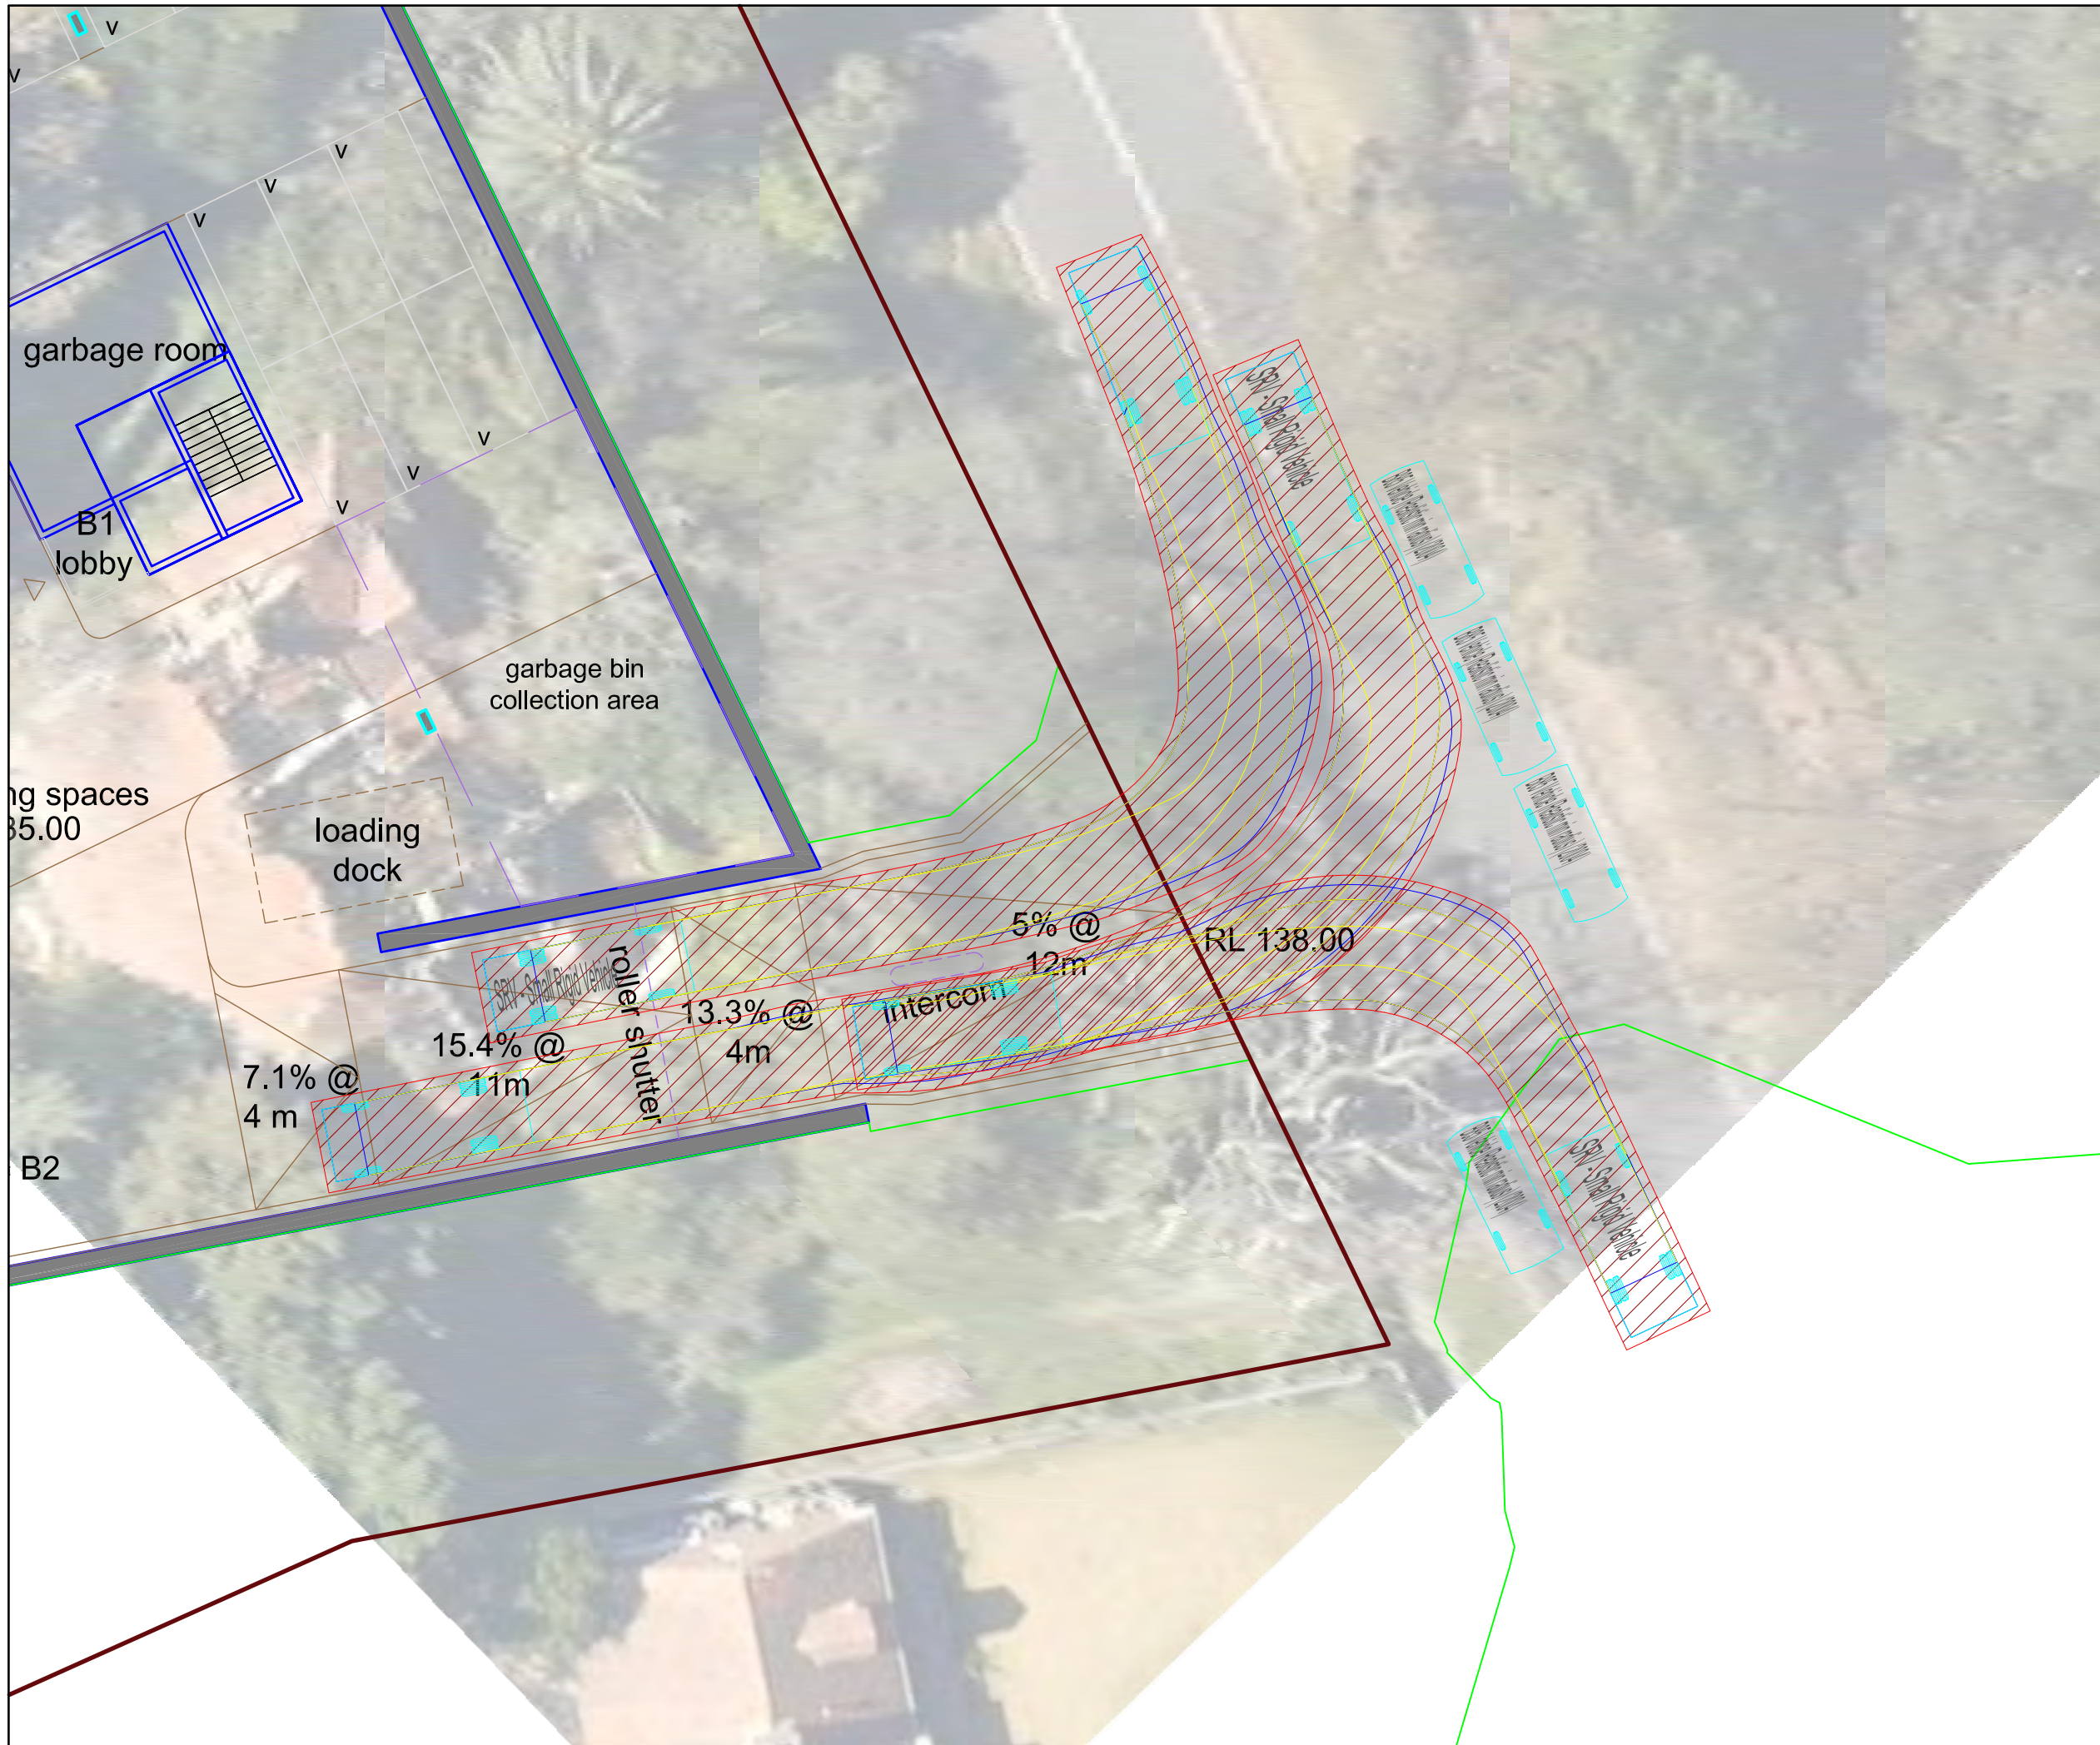 v
v
v
v
v
garbage room
v
v
v
B1
lobby
garbage bin
collection area
ng spaces
35.00
loading
dock
SRV - Small Rigid Vehicle
SRV - Small Rigid Vehicle
roller shutter
5% @
12m
RL 138.00
intercom
13.3% @
4m
15.4% @
11m
7.1% @
4 m
B2
SRV - Small Rigid Vehicle